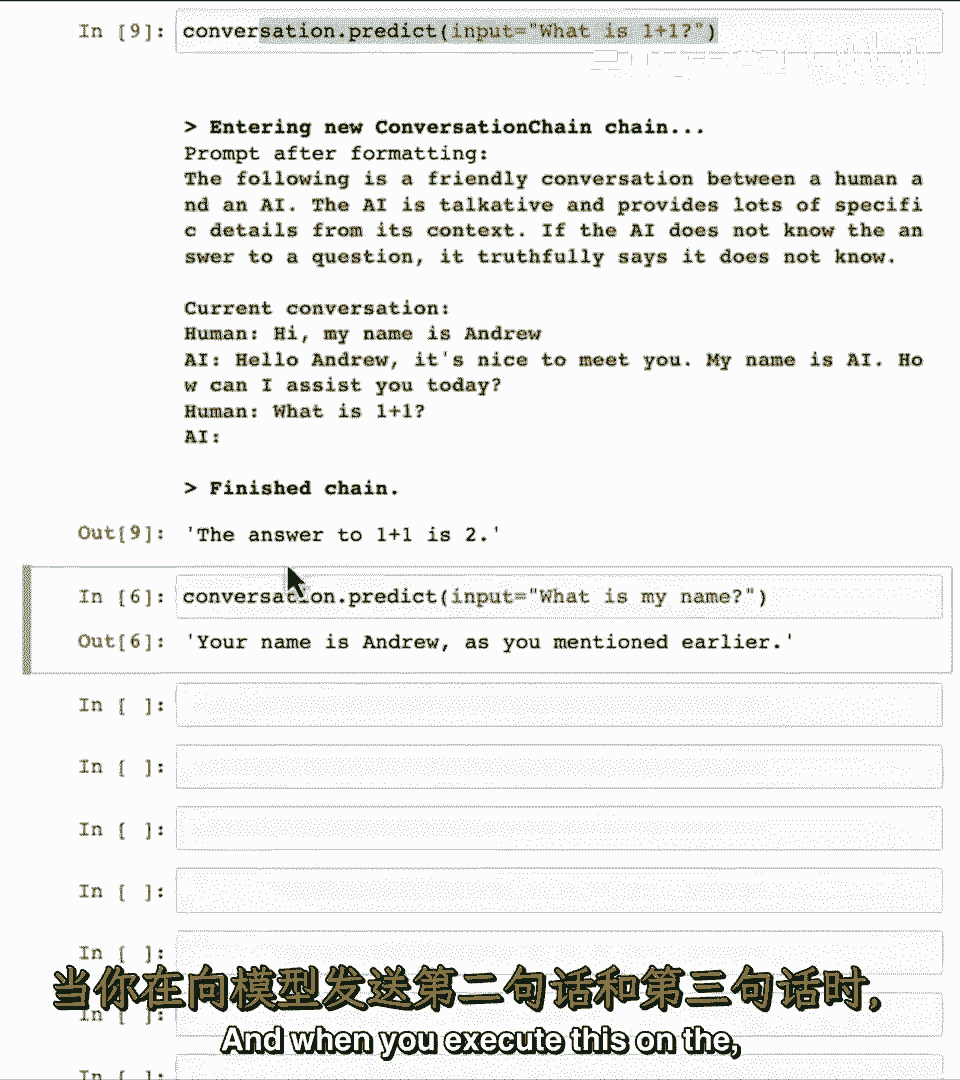 In [9]: conversation.predict(input="What is 1+1?")
> Entering new ConversationChain chain...
Prompt after formatting:
The following is a friendly conversation between a human a
nd an AI. The AI is talkative and provides lots of specifi
c details from its context. If the AI does not know the an
swer to a question, it truthfully says it does not know.
Current conversation:
Human: Hi, my name is Andrew
AI: Hello Andrew, it's nice to meet you. My name is AI. Ho
w can I assist you today?
Human: What is 1+1?
AI:
> Finished chain.
Out[9]: 'The answer to 1+1 is 2.'
In [6]: conversation.predict(input="What is my name?")
Out[6]: 'Your name is Andrew, as you mentioned earlier.'
In [ ]:
In [ ]:
In [ ]:
In [ ]:
In [ ]:
当你在向模型发送第二句话和第三句话时,
In [ ]:
And when you execute this on the,
In [ ]: